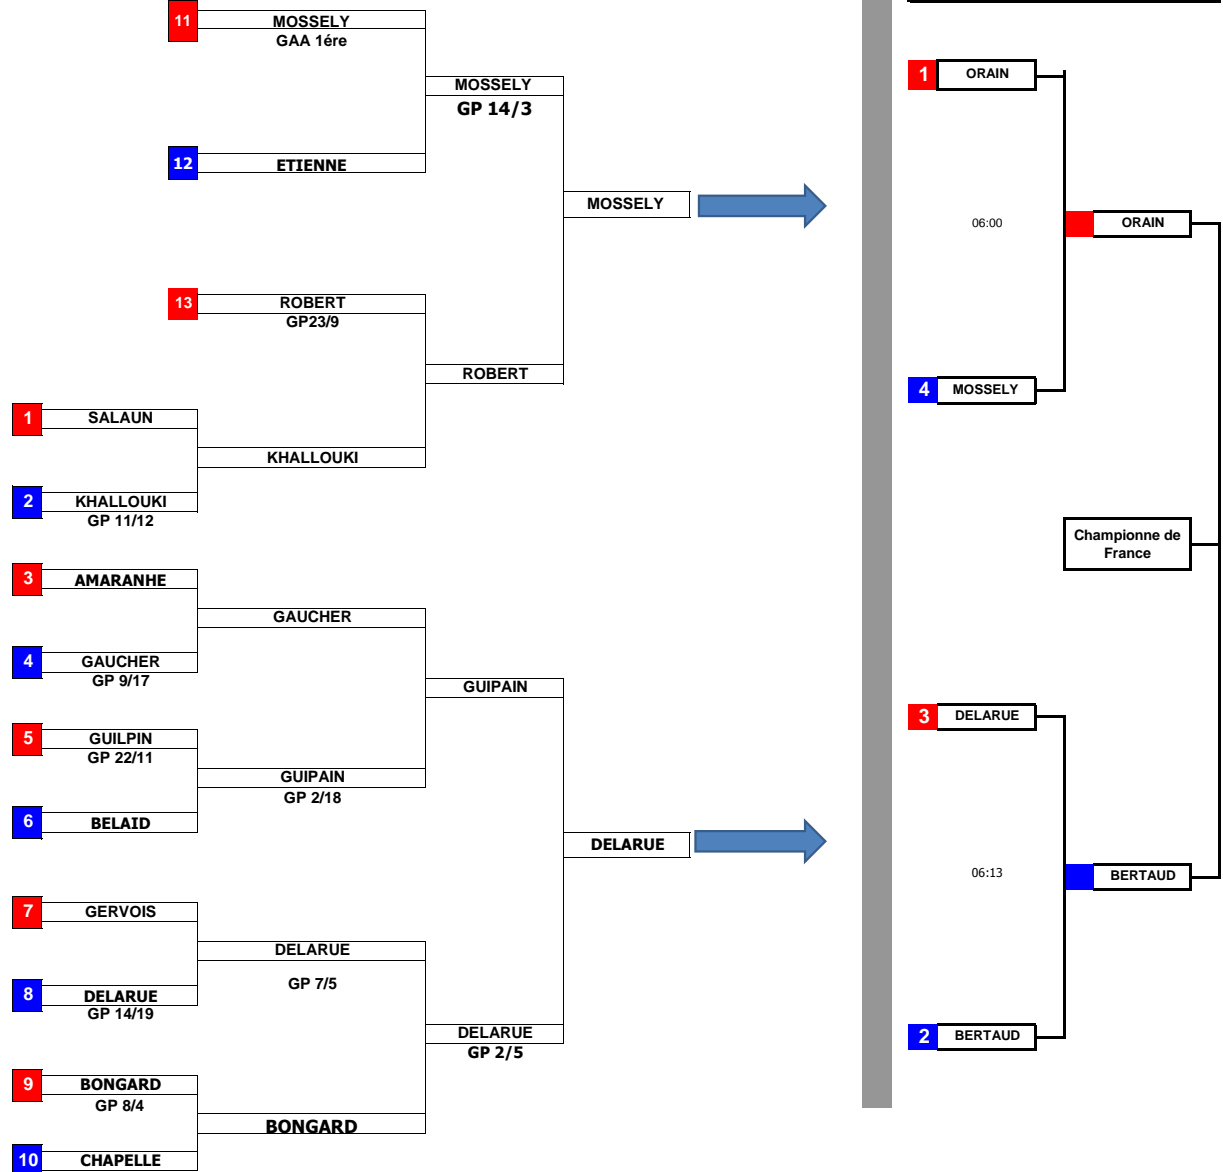 11
MOSSELY
GAA 1ére
MOSSELY
GP 14/3
12
ETIENNE
MOSSELY
13
ROBERT
GP23/9
ROBERT
1
SALAUN
KHALLOUKI
2
KHALLOUKI
GP 11/12
3
AMARANHE
GAUCHER
4
GAUCHER
GP 9/17
GUIPAIN
5
GUILPIN
GP 22/11
GUIPAIN
GP 2/18
6
BELAID
DELARUE
7
GERVOIS
DELARUE
GP 7/5
8
DELARUE
GP 14/19
DELARUE
GP 2/5
9
BONGARD
GP 8/4
BONGARD
10
CHAPELLE
1
ORAIN
06:00
ORAIN
4
MOSSELY
Championne de
France
3
DELARUE
06:13
BERTAUD
2
BERTAUD